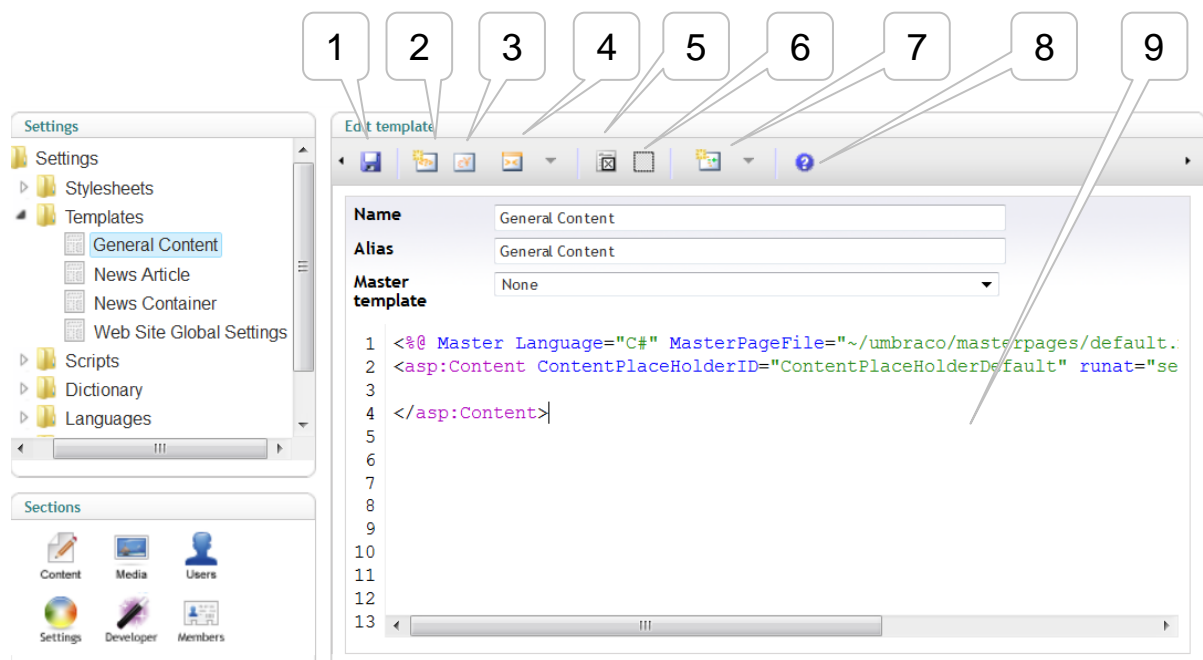 1 2 3 4 5 6 7 8 9
Settings
Settings
Stylesheets
Templates
General Content
News Article
News Container
Web Site Global Settings
Scripts
Dictionary
Languages
Sections
Content Media Users
Settings Developer Members
Edit template
Name General Content
Alias General Content
Master template None
1 <%@ Master Language="C#" MasterPageFile="~/umbraco/masterpages/default.
2 <asp:Content ContentPlaceHolderID="ContentPlaceHolderDefault" runat="se
3
4 </asp:Content>
5
6
7
8
9
10
11
12
13